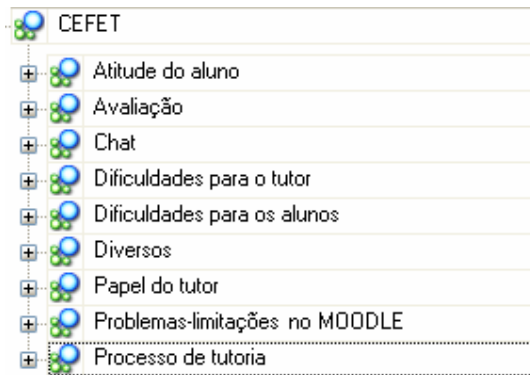 CEFET
Atitude do aluno
Avaliação
Chat
Dificuldades para o tutor
Dificuldades para os alunos
Diversos
Papel do tutor
Problemas-limitações no MOODLE
Processo de tutoria